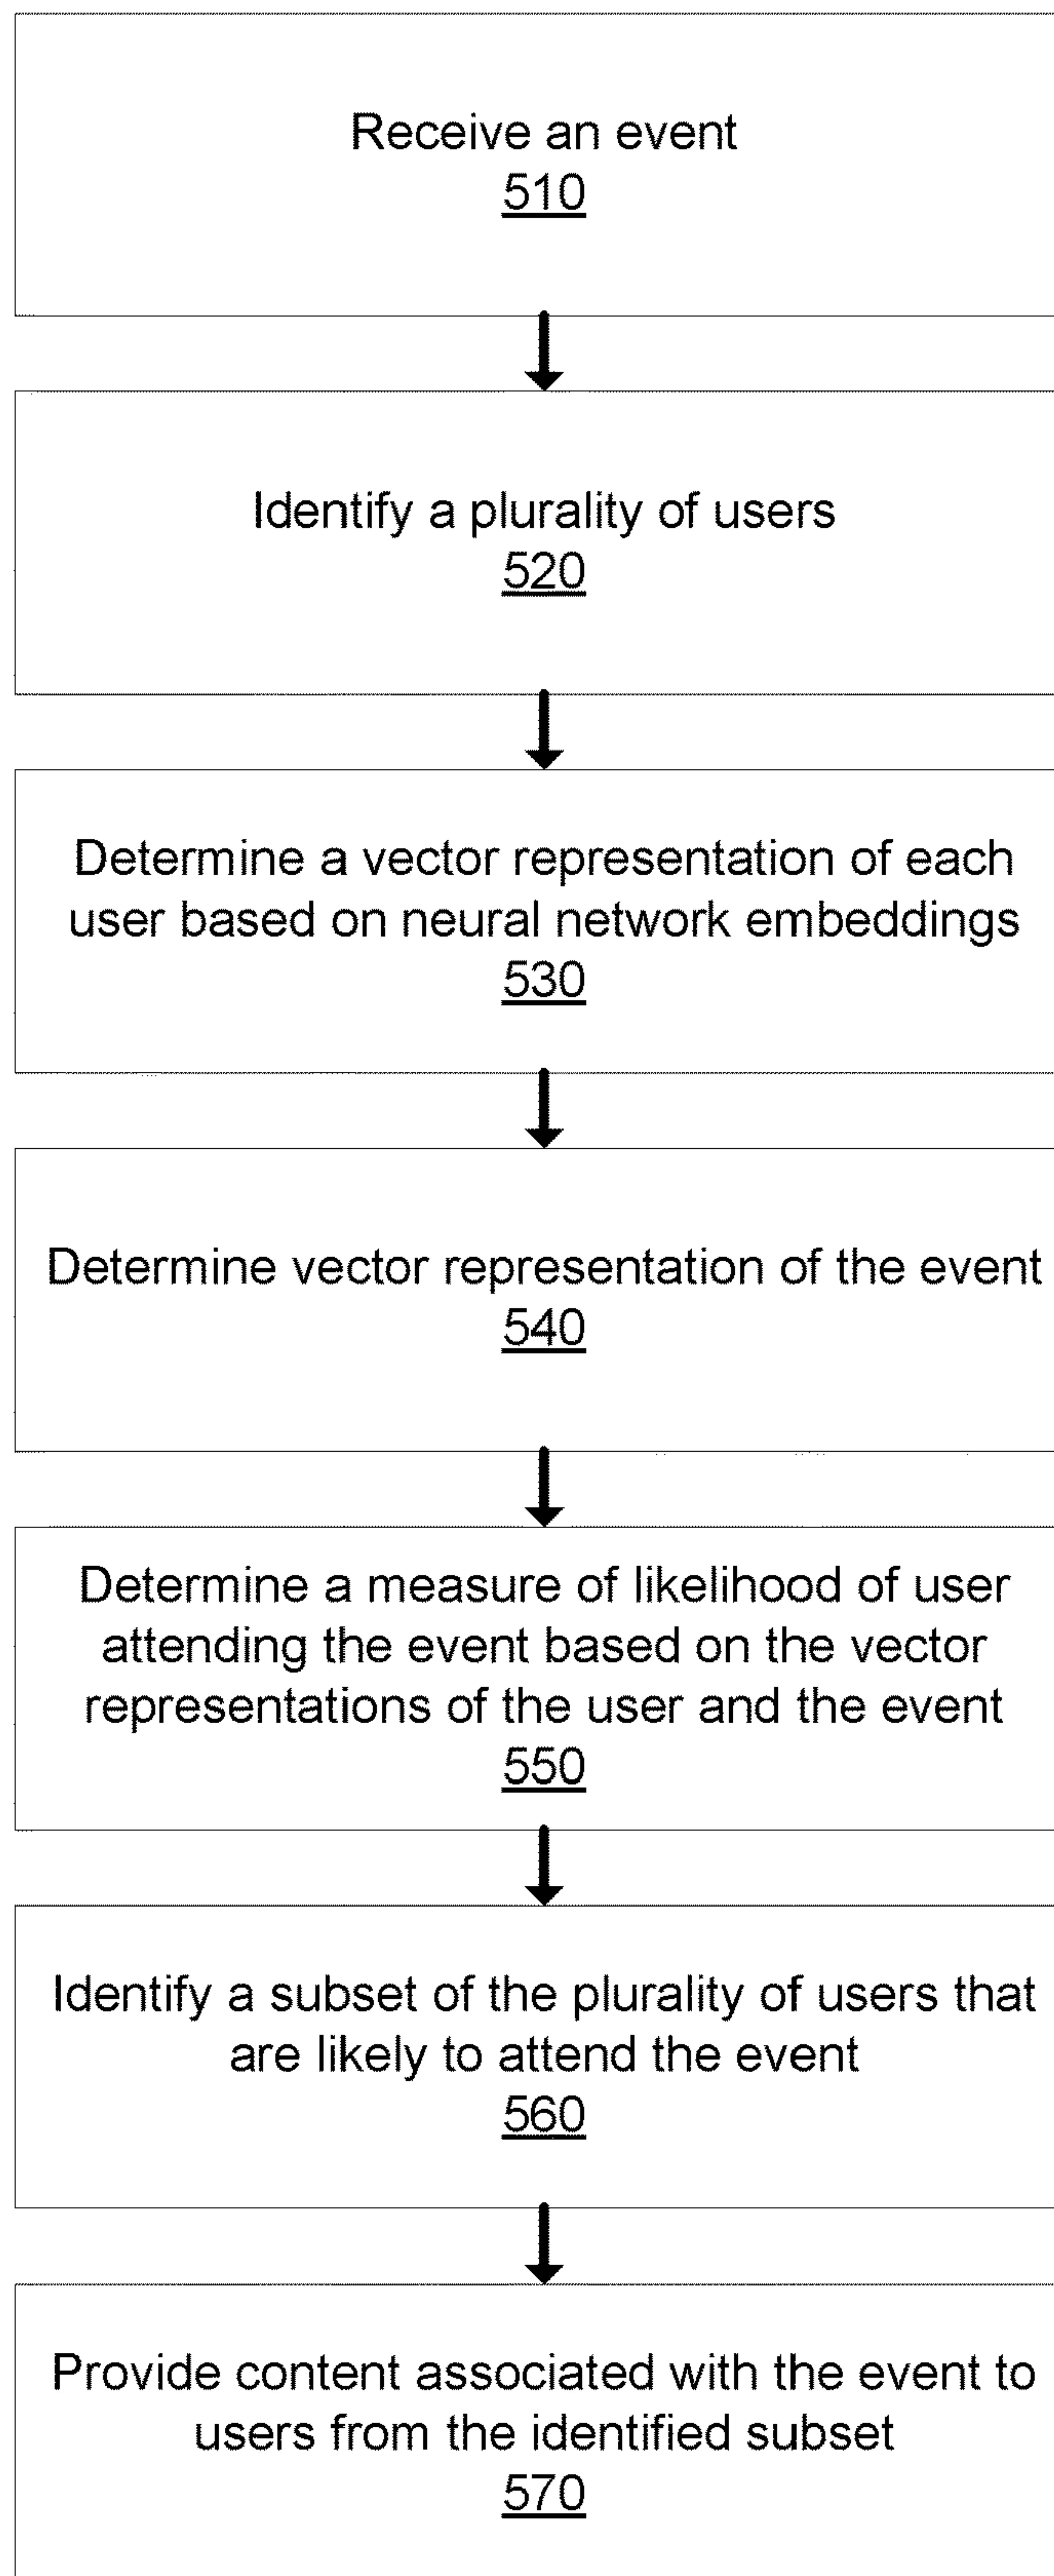 Receive an event
510
Identify a plurality of users
520
Determine a vector representation of each
user based on neural network embeddings
530
Determine vector representation of the event
540
Determine a measure of likelihood of user
attending the event based on the vector
representations of the user and the event
550
Identify a subset of the plurality of users that
are likely to attend the event
560
Provide content associated with the event to
users from the identified subset
570